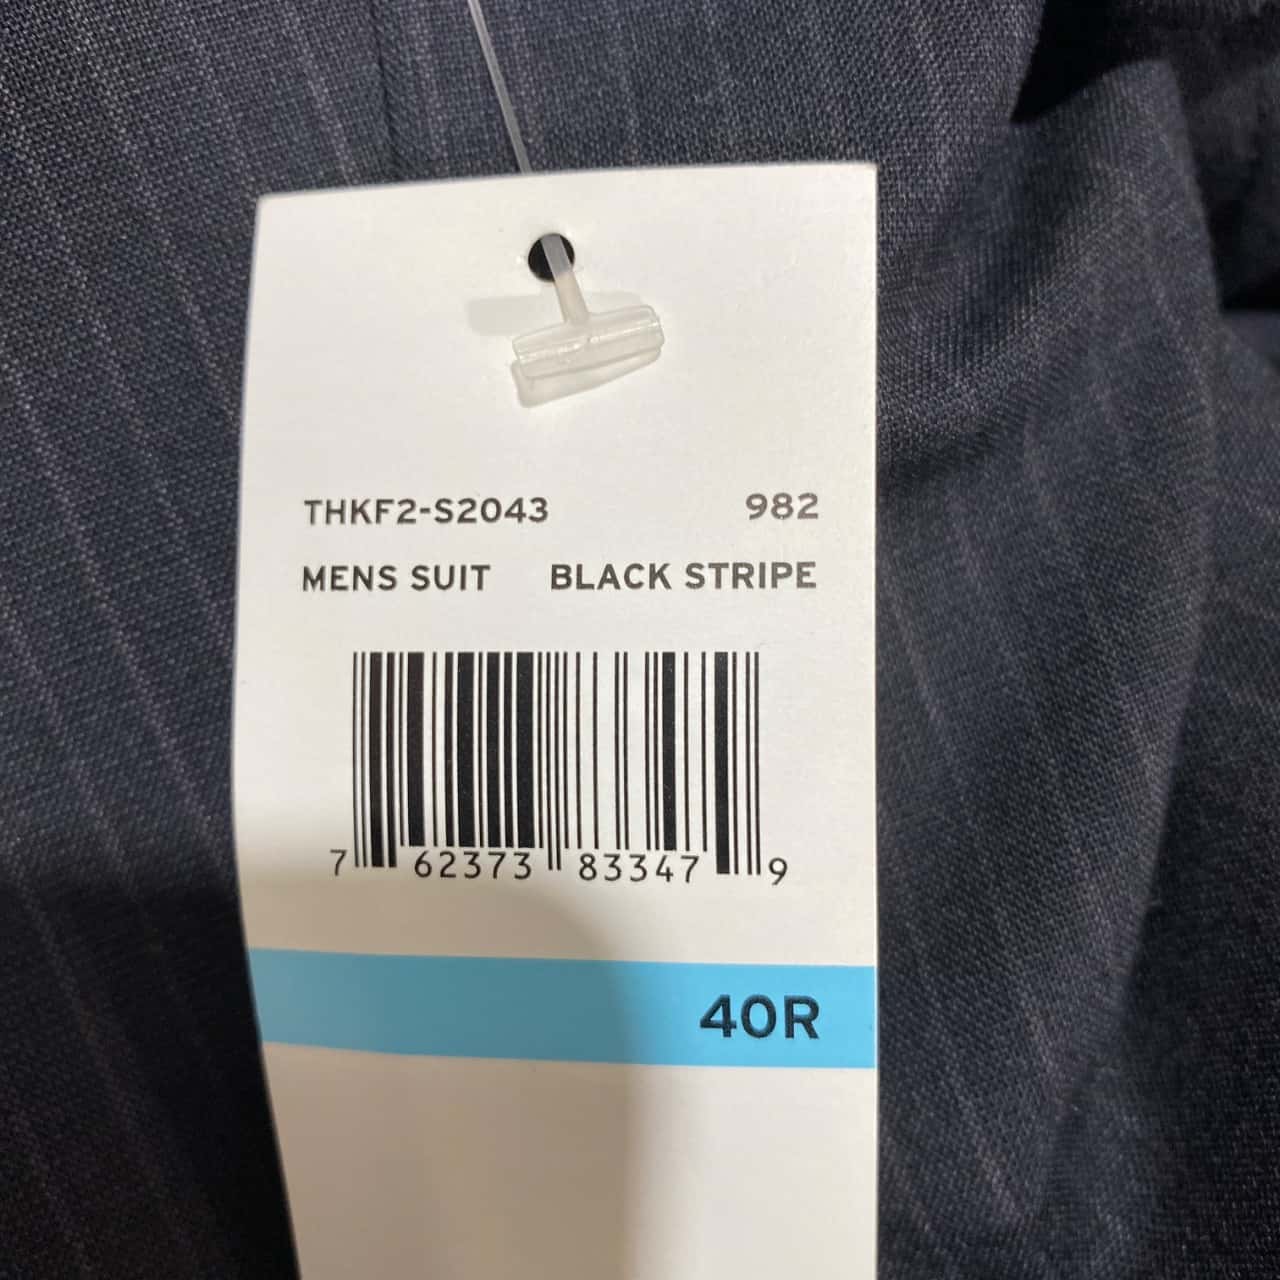 THKF2-S2043 982
MENS SUIT BLACK STRIPE
7 62373 83347 9
40R